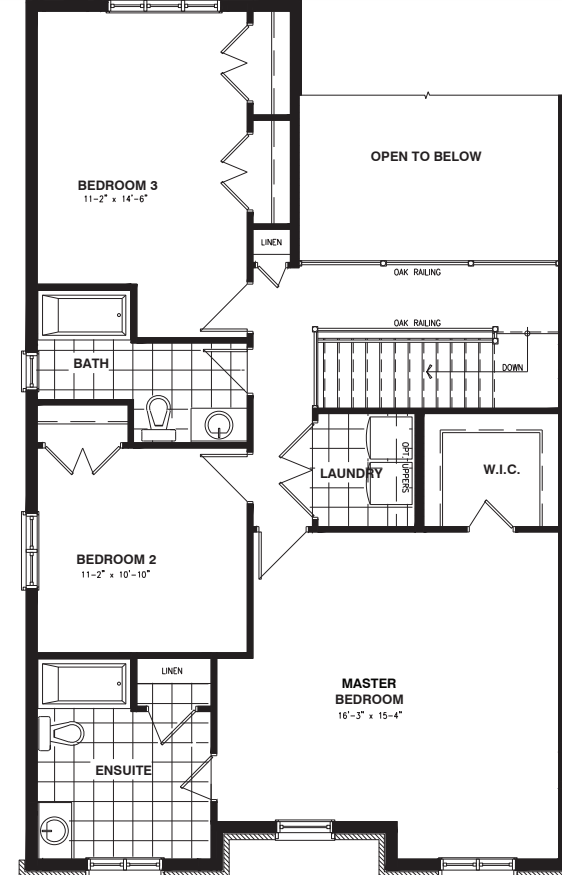 OPEN TO BELOW
BEDROOM 3
11'-2" x 14'-6"
LINEN
OAK RAILING
OAK RAILING
BATH
DOWN
LAUNDRY
OPT. UPPERS
W.I.C.
BEDROOM 2
11'-2" x 10'-10"
LINEN
MASTER
BEDROOM
16'-3" x 15'-4"
ENSUITE